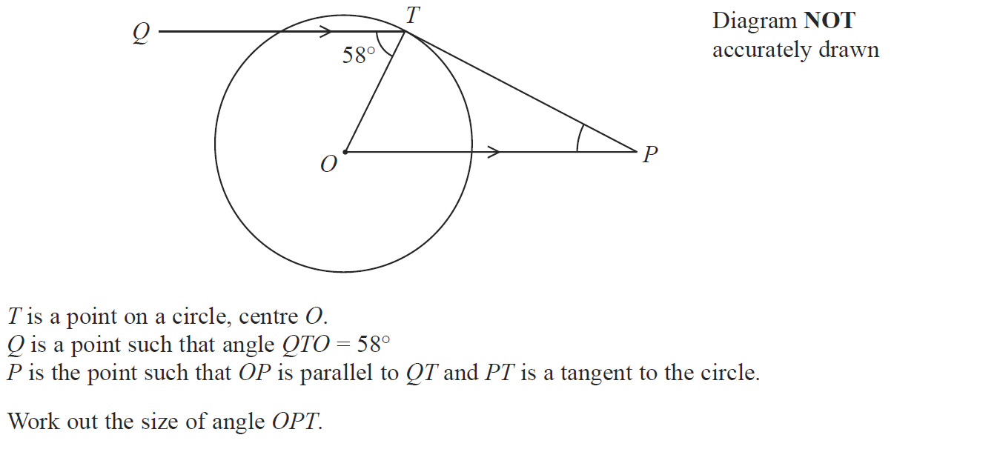 Q
T
Diagram NOT
accurately drawn
58°
O
P
T is a point on a circle, centre O.
Q is a point such that angle QTO = 58°
P is the point such that OP is parallel to QT and PT is a tangent to the circle.
Work out the size of angle OPT.